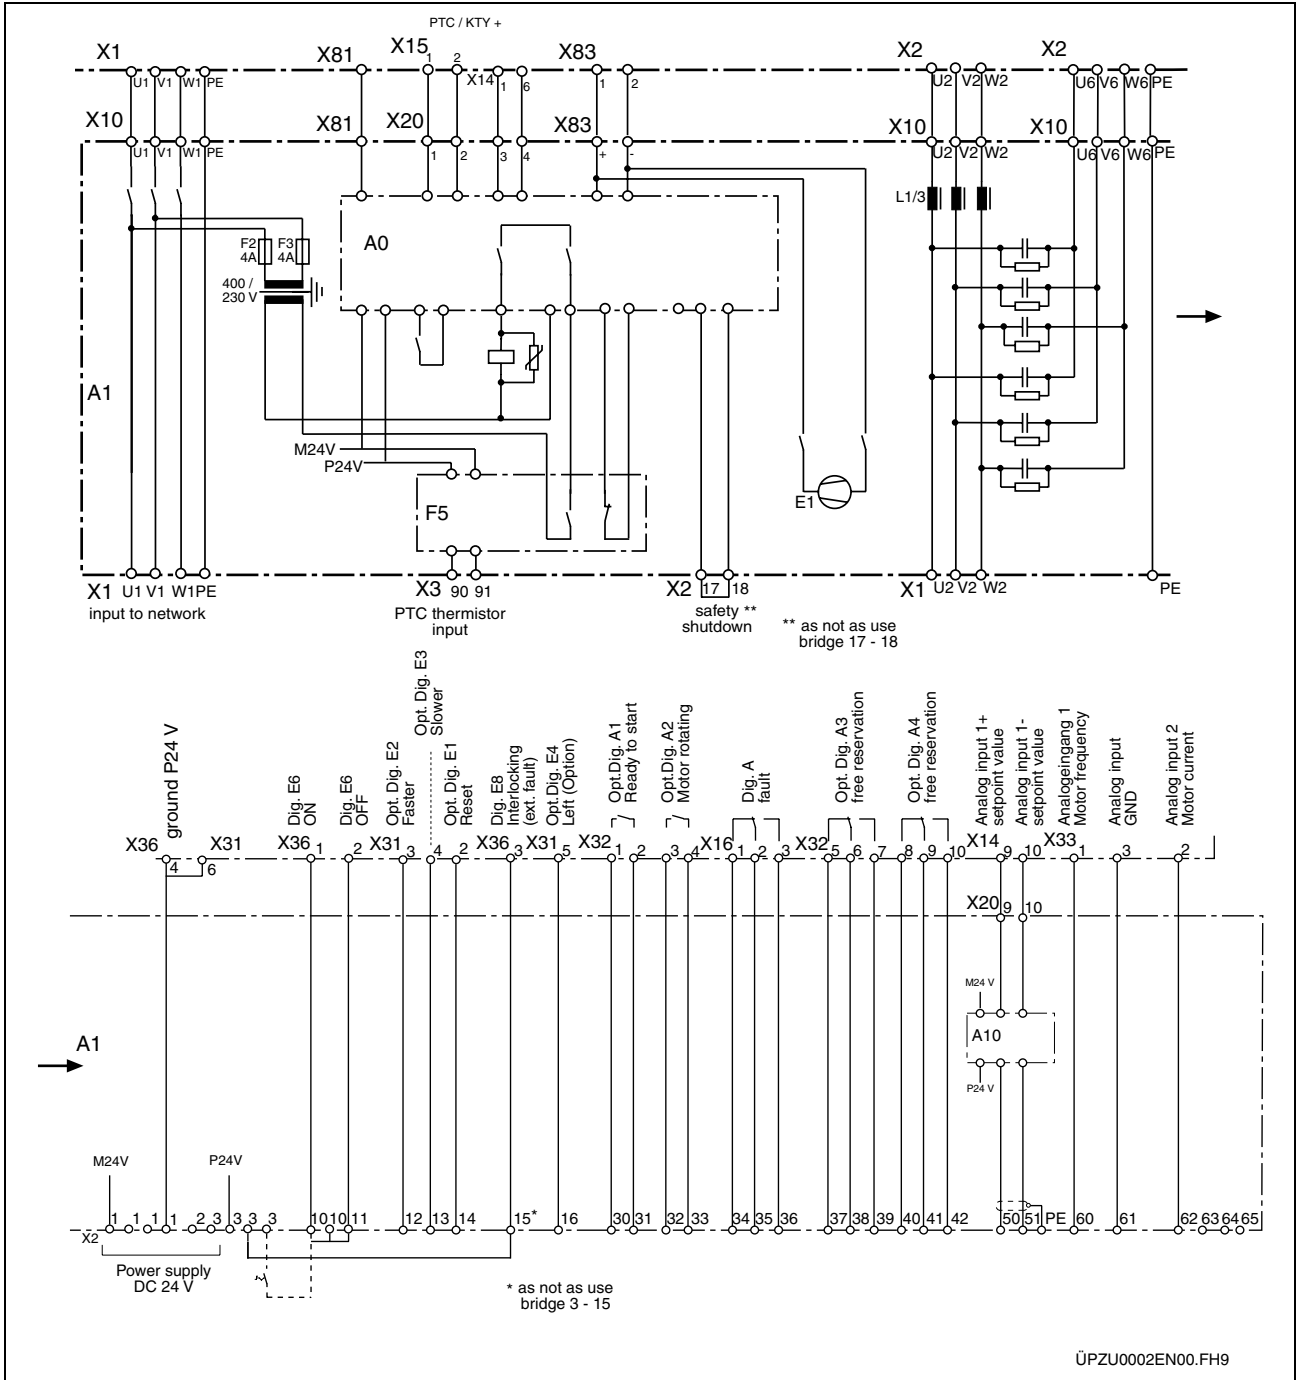 PTC / KTY +
X1 X81 X15 1 2 X83 X2 X2
U1 V1 W1 PE X14 1 6 1 2 U2 V2 W2 U6 V6 W6 PE
X10 X81 X20 X83 X10 X10
U1 V1 W1 PE 1 2 3 4 + - U2 V2 W2 U6 V6 W6 PE
L1/3
A0
F2 4A
F3 4A
400 /
230 V
A1
M24V
P24V
F5
E1
X1 U1 V1 W1 PE X3 90 91 X2 17 18 X1 U2 V2 W2 PE
input to network
PTC thermistor
input
safety **
shutdown
** as not as use
bridge 17 - 18
ground P24 V
Dig. E6
ON
Dig. E6
OFF
Opt. Dig. E2
Faster
Opt. Dig. E3
Slower
Opt. Dig. E1
Reset
Dig. E8
Interlocking
(ext. fault)
Opt.Dig. E4
Left (Option)
Opt.Dig. A1
Ready to start
Opt.Dig. A2
Motor rotating
Dig. A
fault
Opt. Dig. A3
free reservation
Opt. Dig. A4
free reservation
Analog input 1+
setpoint value
Analog input 1-
setpoint value
Analogeingang 1
Motor frequency
Analog input
GND
Analog input 2
Motor current
X36 X31 X36 1 2 X31 3 4 2 X36 3 X31 5 X32 1 2 3 4 X16 1 2 3 X32 5 6 7 8 9 10 X14 9 10 X33 1 3 2
4 6
X20 9 10
M24 V
A10
P24 V
A1
M24V P24V
X2 1 1 1 1 2 3 3 3 3 10 10 11 12 13 14 15* 16 30 31 32 33 34 35 36 37 38 39 40 41 42 50 51 PE 60 61 62 63 64 65
Power supply
DC 24 V
* as not as use
bridge 3 - 15
ÜPZU0002EN00.FH9